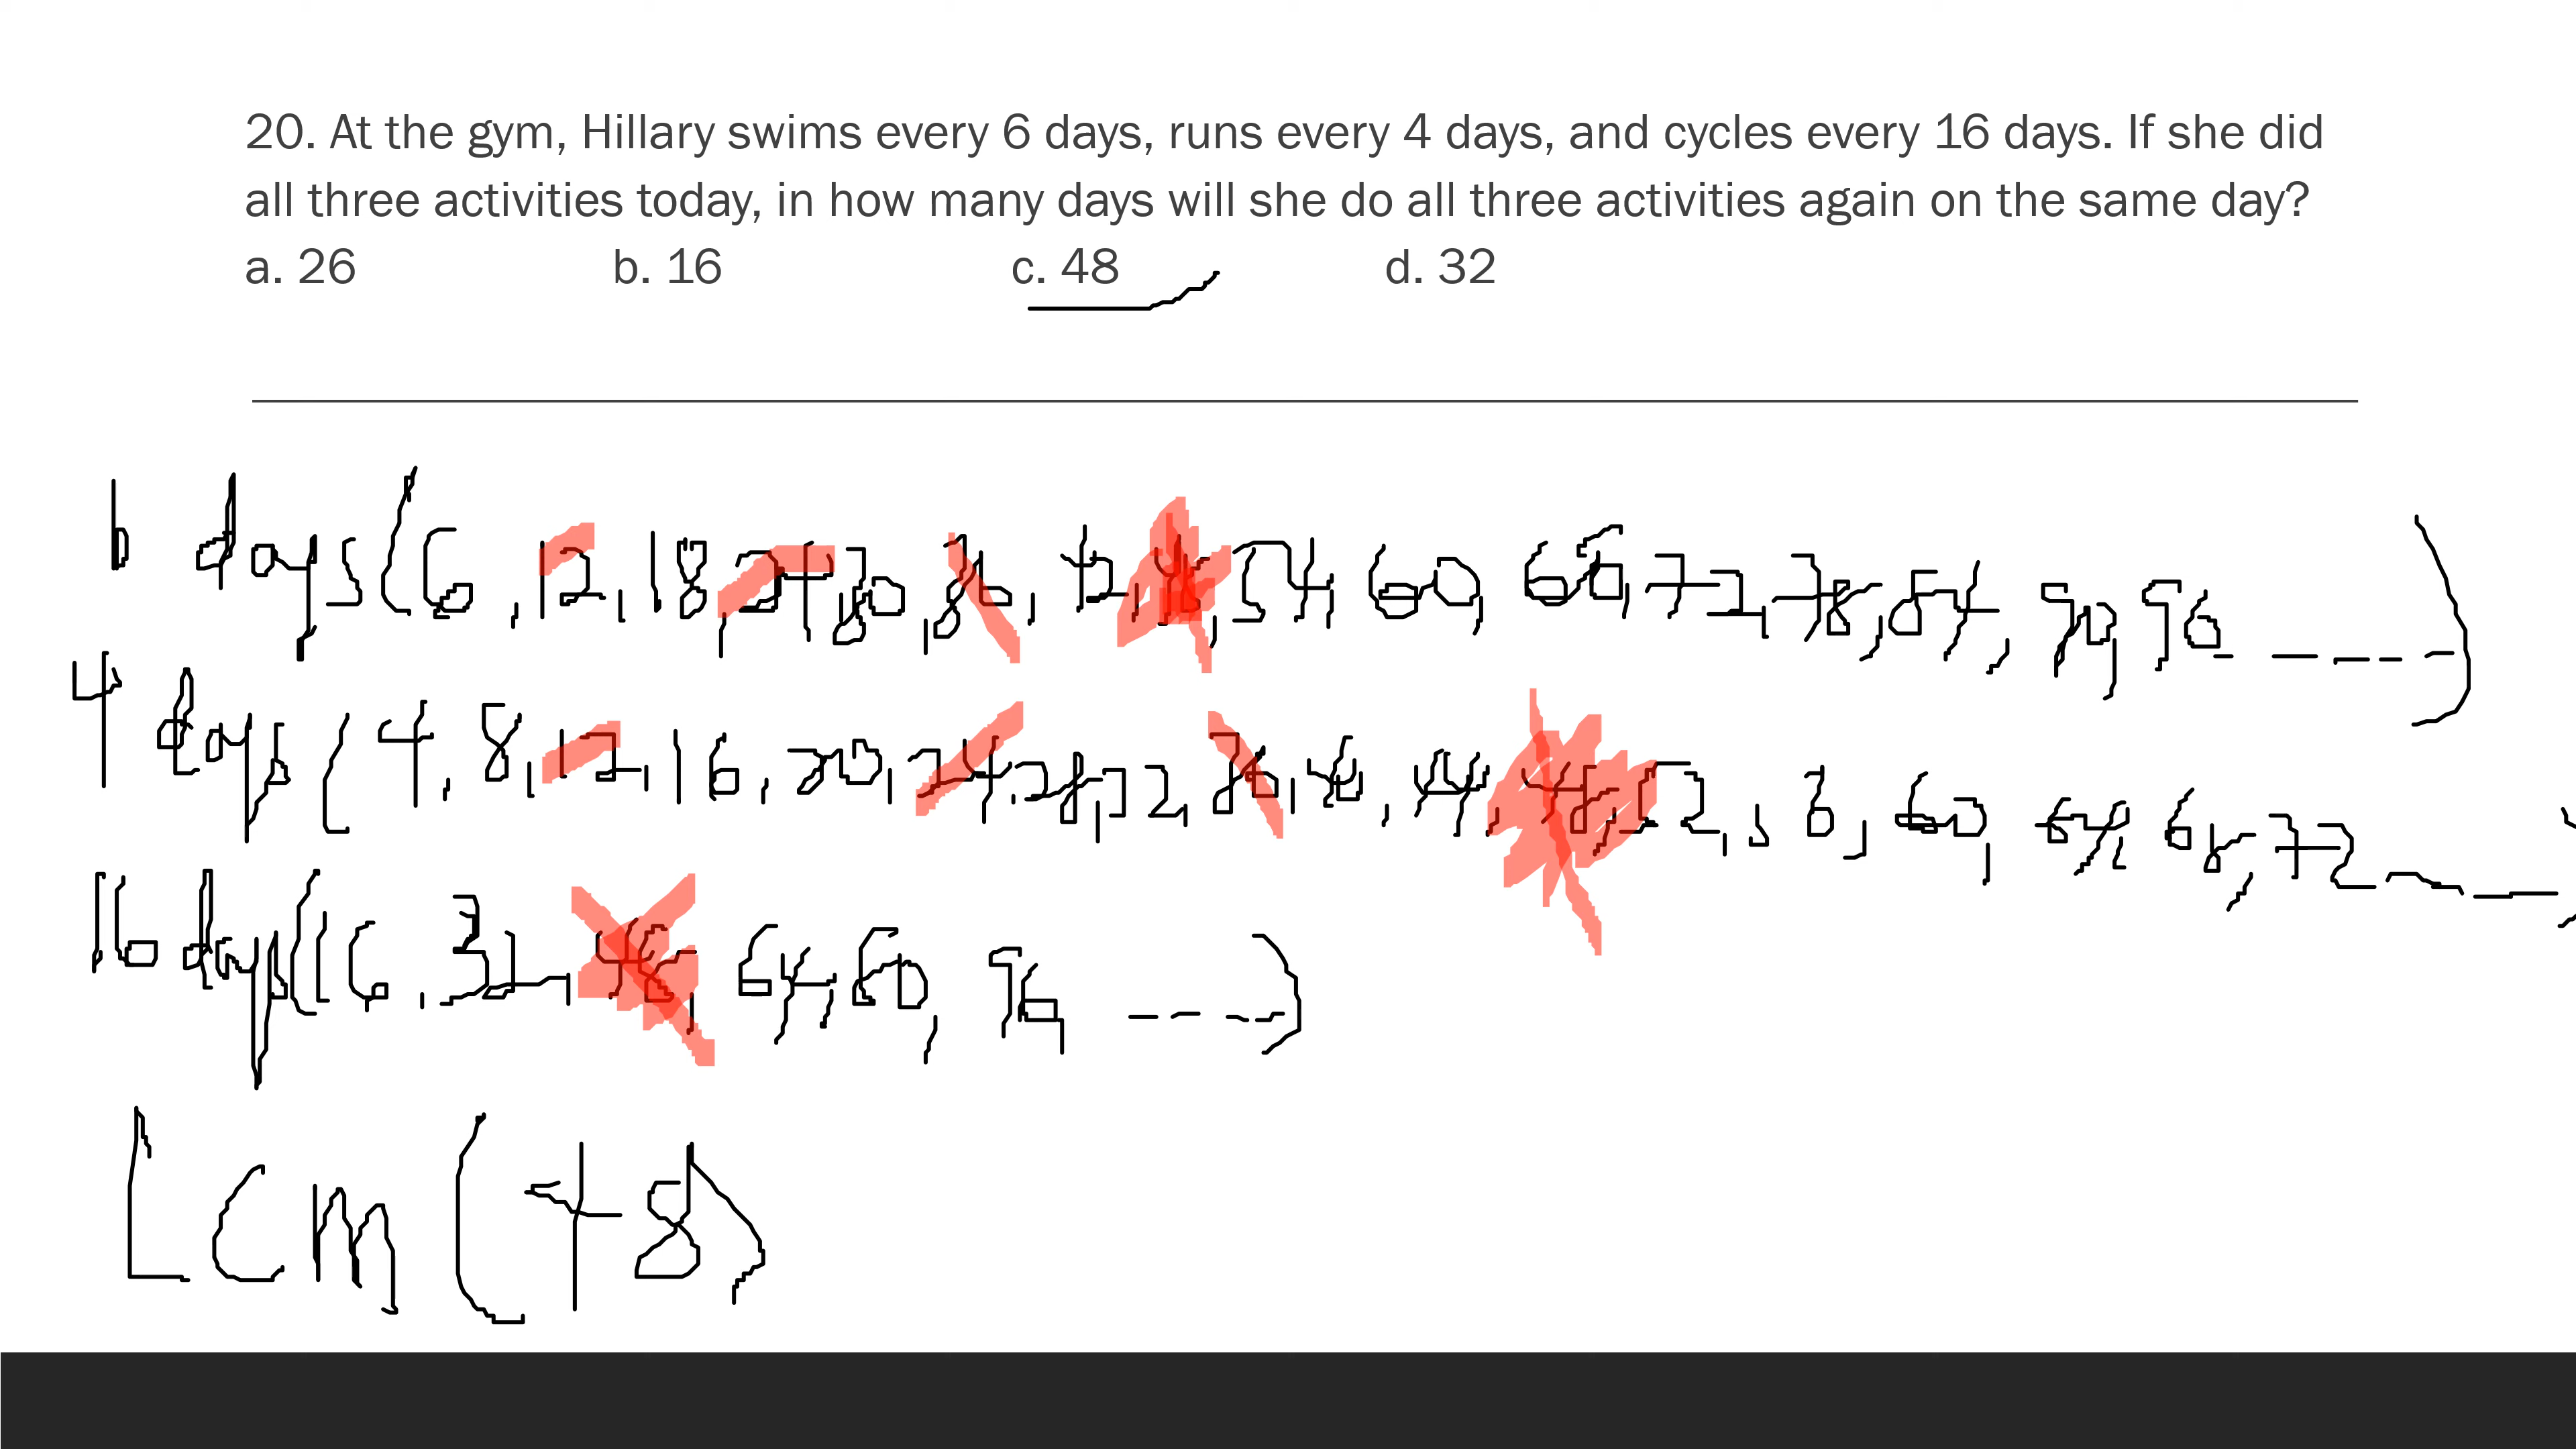 20. At the gym, Hillary swims every 6 days, runs every 4 days, and cycles every 16 days. If she did
all three activities today, in how many days will she do all three activities again on the same day?
a. 26 b. 16 c. 48 d. 32
6 days (6, 12, 18, 24, 30, 36, 42, 48, 54, 60, 66, 72, 78, 84, 90, 96 - - - -)
4 days (4, 8, 12, 16, 20, 24, 28, 32, 36, 40, 44, 48, 52, 60, 64, 68, 72 - -
16 days (16, 32, 48, 64, 80, 96 - - - -)
Lcm (48)